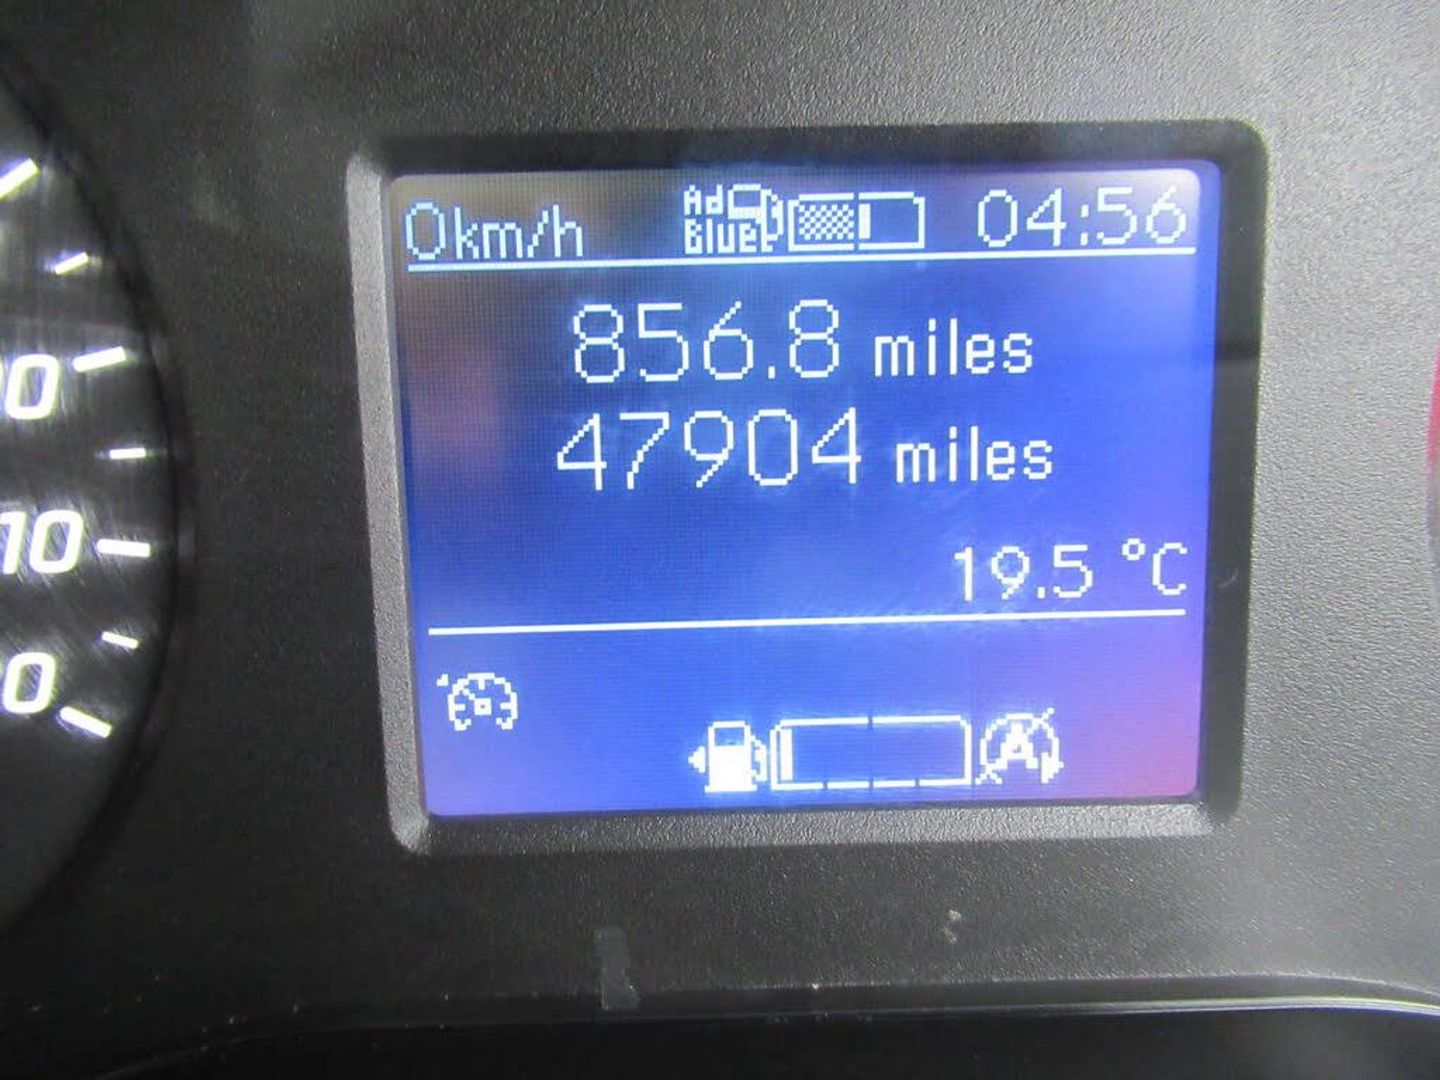 0km/h Ad Blue 04:56
856.8 miles
47904 miles
19.5 °C
A
10